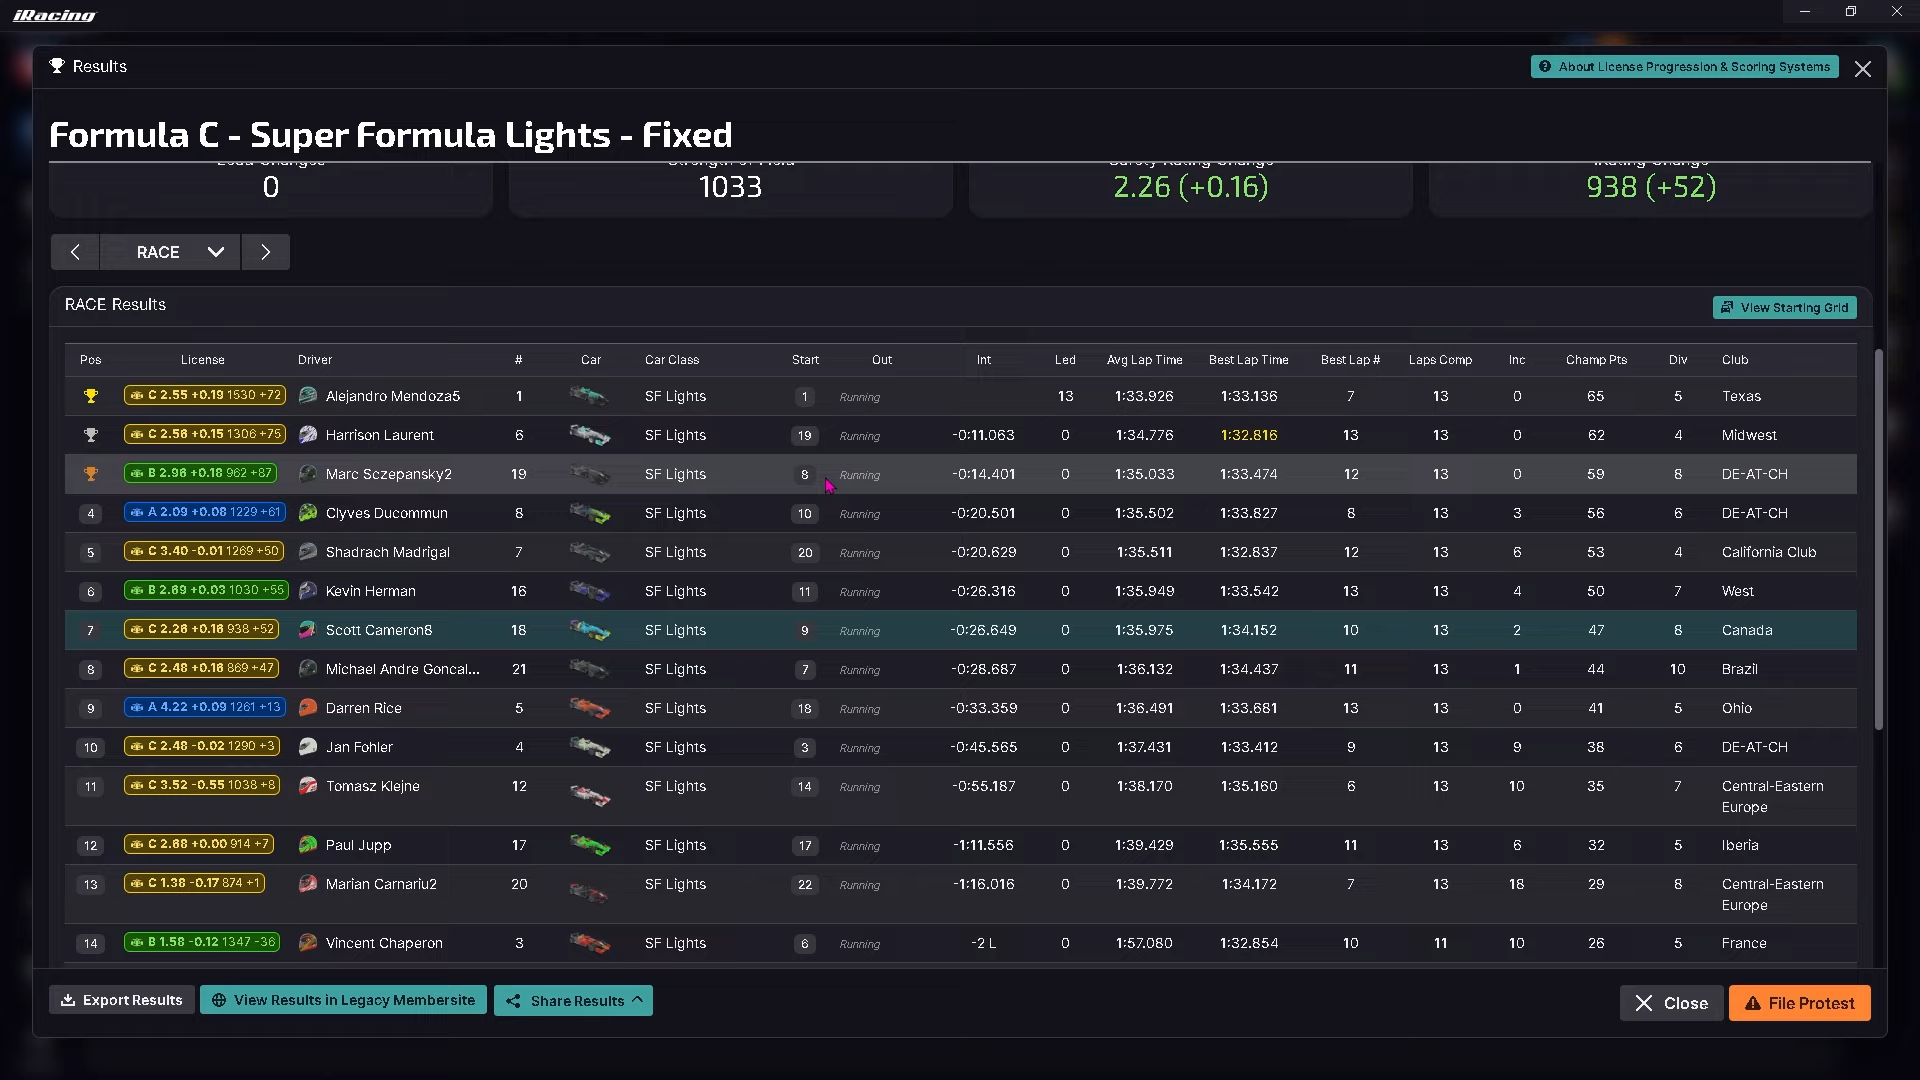 iRacing
Results
About License Progression & Scoring Systems
Formula C - Super Formula Lights - Fixed
Lead Changes Strength of Field Safety Rating Change iRating Change
0 1033 2.26 (+0.16) 938 (+52)
RACE
RACE Results
View Starting Grid
Pos License Driver # Car Car Class Start Out Int Led Avg Lap Time Best Lap Time Best Lap # Laps Comp Inc Champ Pts Div Club
C 2.55 +0.19 1530 +72 Alejandro Mendoza5 1 SF Lights 1 Running 13 1:33.926 1:33.136 7 13 0 65 5 Texas
C 2.56 +0.15 1306 +75 Harrison Laurent 6 SF Lights 19 Running -0:11.063 0 1:34.776 1:32.816 13 13 0 62 4 Midwest
B 2.96 +0.18 962 +87 Marc Sczepansky2 19 SF Lights 8 Running -0:14.401 0 1:35.033 1:33.474 12 13 0 59 8 DE-AT-CH
4 A 2.09 +0.08 1229 +61 Clyves Ducommun 8 SF Lights 10 Running -0:20.501 0 1:35.502 1:33.827 8 13 3 56 6 DE-AT-CH
5 C 3.40 -0.01 1269 +50 Shadrach Madrigal 7 SF Lights 20 Running -0:20.629 0 1:35.511 1:32.837 12 13 6 53 4 California Club
6 B 2.69 +0.03 1030 +55 Kevin Herman 16 SF Lights 11 Running -0:26.316 0 1:35.949 1:33.542 13 13 4 50 7 West
7 C 2.26 +0.16 938 +52 Scott Cameron8 18 SF Lights 9 Running -0:26.649 0 1:35.975 1:34.152 10 13 2 47 8 Canada
8 C 2.48 +0.16 869 +47 Michael Andre Goncal... 21 SF Lights 7 Running -0:28.687 0 1:36.132 1:34.437 11 13 1 44 10 Brazil
9 A 4.22 +0.09 1261 +13 Darren Rice 5 SF Lights 18 Running -0:33.359 0 1:36.491 1:33.681 13 13 0 41 5 Ohio
10 C 2.48 -0.02 1290 +3 Jan Fohler 4 SF Lights 3 Running -0:45.565 0 1:37.431 1:33.412 9 13 9 38 6 DE-AT-CH
11 C 3.52 -0.55 1038 +8 Tomasz Klejne 12 SF Lights 14 Running -0:55.187 0 1:38.170 1:35.160 6 13 10 35 7 Central-Eastern
Europe
12 C 2.68 +0.00 914 +7 Paul Jupp 17 SF Lights 17 Running -1:11.556 0 1:39.429 1:35.555 11 13 6 32 5 Iberia
13 C 1.38 -0.17 874 +1 Marian Carnariu2 20 SF Lights 22 Running -1:16.016 0 1:39.772 1:34.172 7 13 18 29 8 Central-Eastern
Europe
14 B 1.58 -0.12 1347 -36 Vincent Chaperon 3 SF Lights 6 Running -2 L 0 1:57.080 1:32.854 10 11 10 26 5 France
Export Results
View Results in Legacy Membersite
Share Results
Close
File Protest